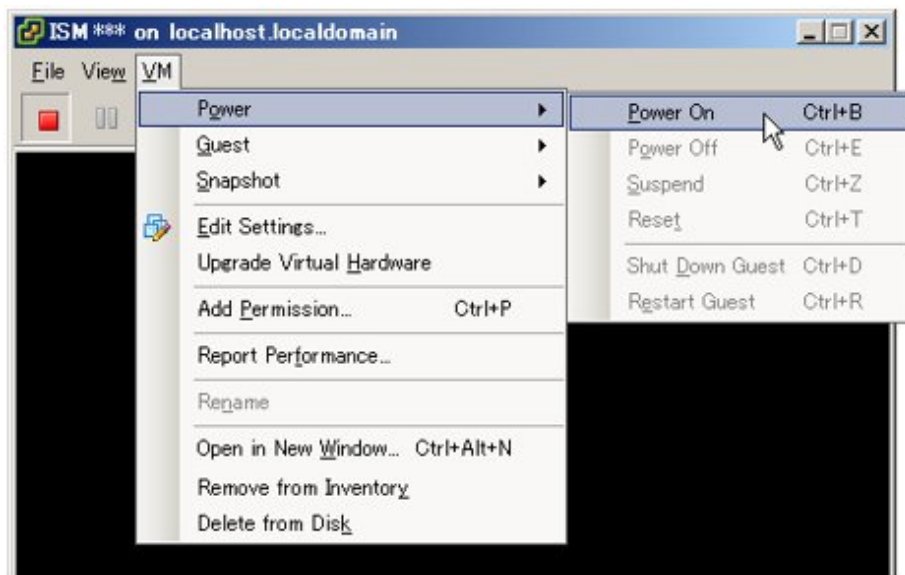 ISM *** on localhost.localdomain
File View VM
Power
Guest
Snapshot
Edit Settings...
Upgrade Virtual Hardware
Add Permission... Ctrl+P
Report Performance...
Rename
Open in New Window... Ctrl+Alt+N
Remove from Inventory
Delete from Disk
Power On Ctrl+B
Power Off Ctrl+E
Suspend Ctrl+Z
Reset Ctrl+T
Shut Down Guest Ctrl+D
Restart Guest Ctrl+R